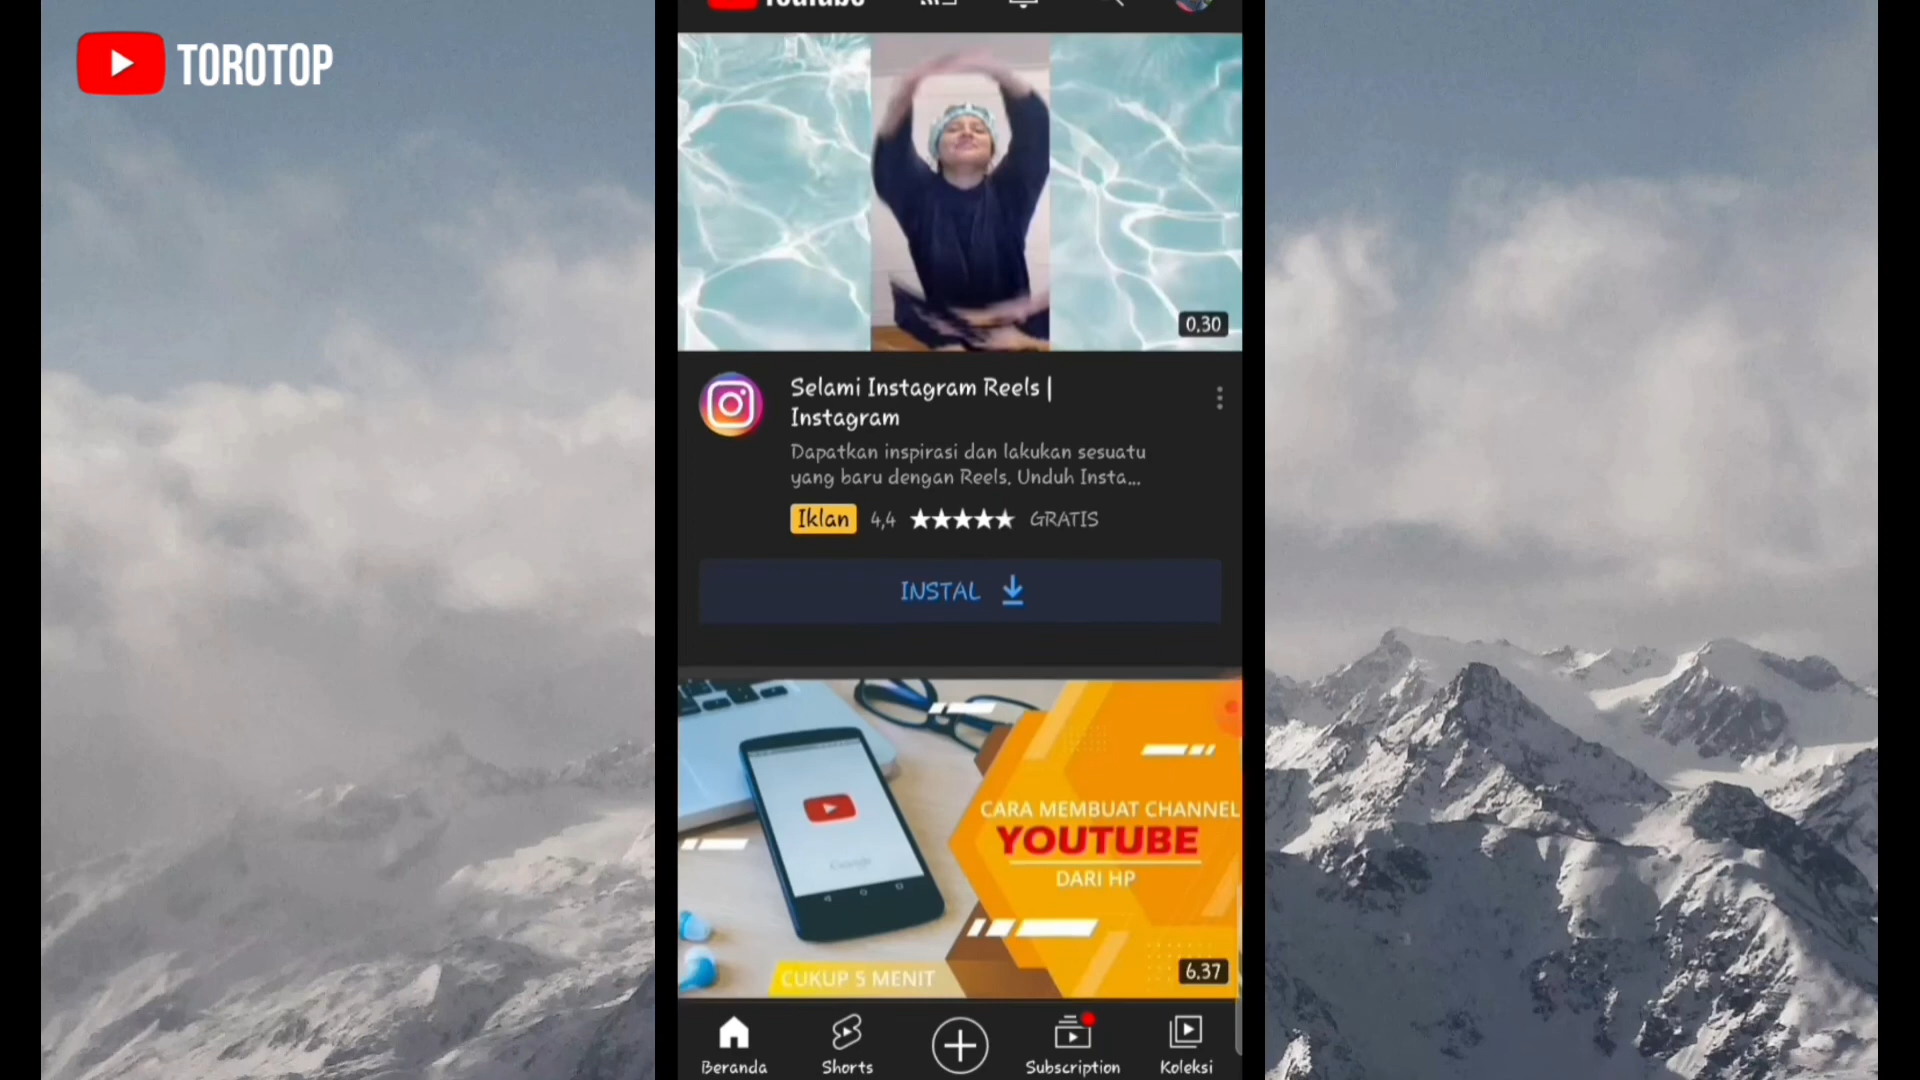 TOROTOP
YouTube
0.30
Selami Instagram Reels |
Instagram
Dapatkan inspirasi dan lakukan sesuatu
yang baru dengan Reels. Unduh Insta...
Iklan 4,4 GRATIS
INSTAL
CARA MEMBUAT CHANNEL
YOUTUBE
DARI HP
CUKUP 5 MENIT
6.37
Beranda Shorts Subscription Koleksi